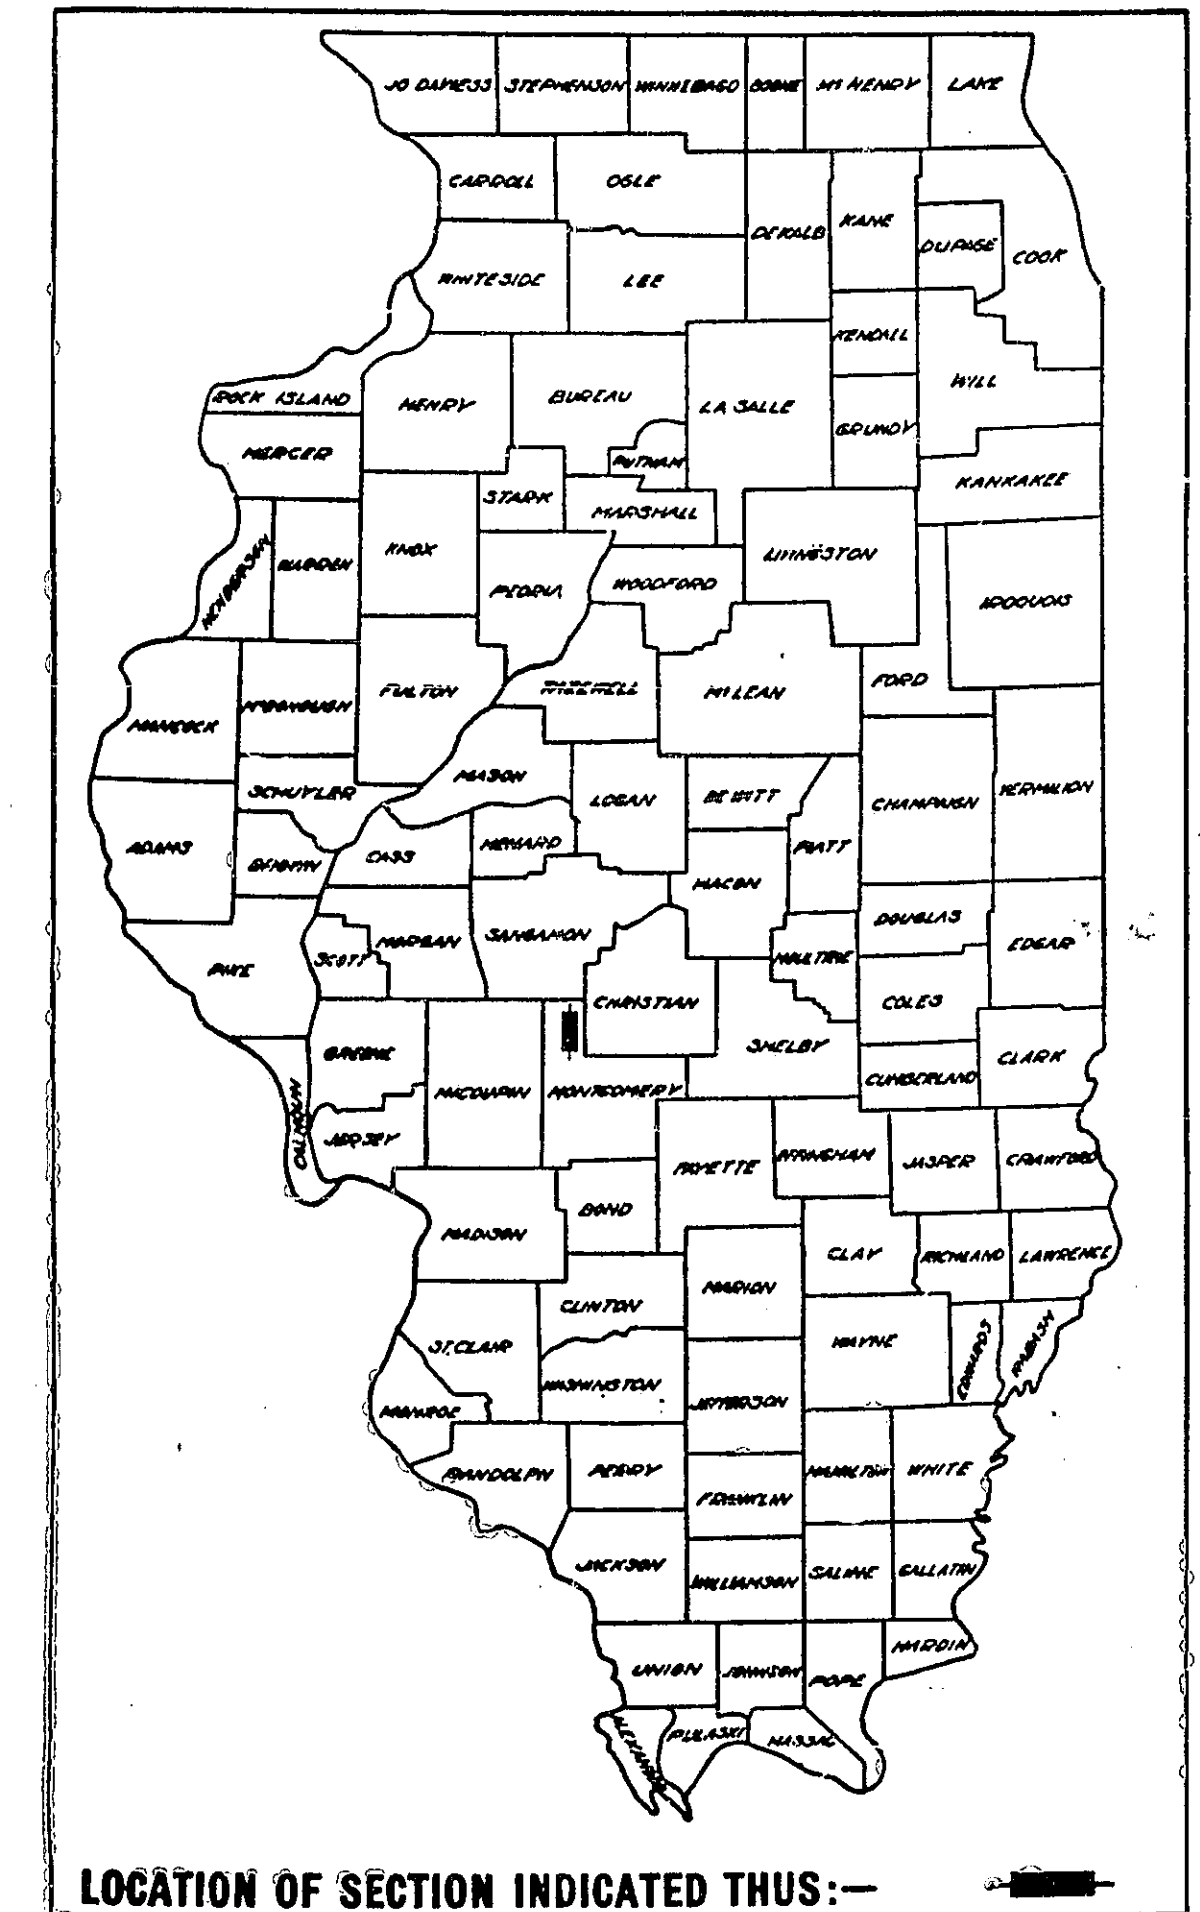 JO DAVIESS STEPHENSON WINNEBAGO BOONE McHENRY LAKE
CARROLL OGLE
DEKALB KANE DUPAGE COOK
WHITESIDE LEE
KENDALL
ROCK ISLAND HENRY BUREAU LA SALLE WILL
GRUNDY
MERCER PUTNAM
KANKAKEE
STARK MARSHALL
HENDERSON WARREN KNOX LIVINGSTON
PEORIA WOODFORD
IROQUOIS
HANCOCK McDONOUGH FULTON TAZEWELL McLEAN FORD
SCHUYLER MASON LOGAN DEWITT CHAMPAIGN VERMILION
ADAMS BROWN CASS MENARD PIATT
MACON
PIKE SCOTT MORGAN SANGAMON DOUGLAS EDGAR
MOULTRIE
CHRISTIAN COLES
GREENE SHELBY CLARK
CALHOUN MACOUPIN MONTGOMERY CUMBERLAND
JERSEY
FAYETTE EFFINGHAM JASPER CRAWFORD
MADISON BOND
CLAY RICHLAND LAWRENCE
CLINTON MARION
ST. CLAIR WAYNE EDWARDS WABASH
WASHINGTON JEFFERSON
MONROE
RANDOLPH PERRY HAMILTON WHITE
FRANKLIN
JACKSON WILLIAMSON SALINE GALLATIN
UNION JOHNSON POPE HARDIN
ALEXANDER PULASKI MASSAC
LOCATION OF SECTION INDICATED THUS:—